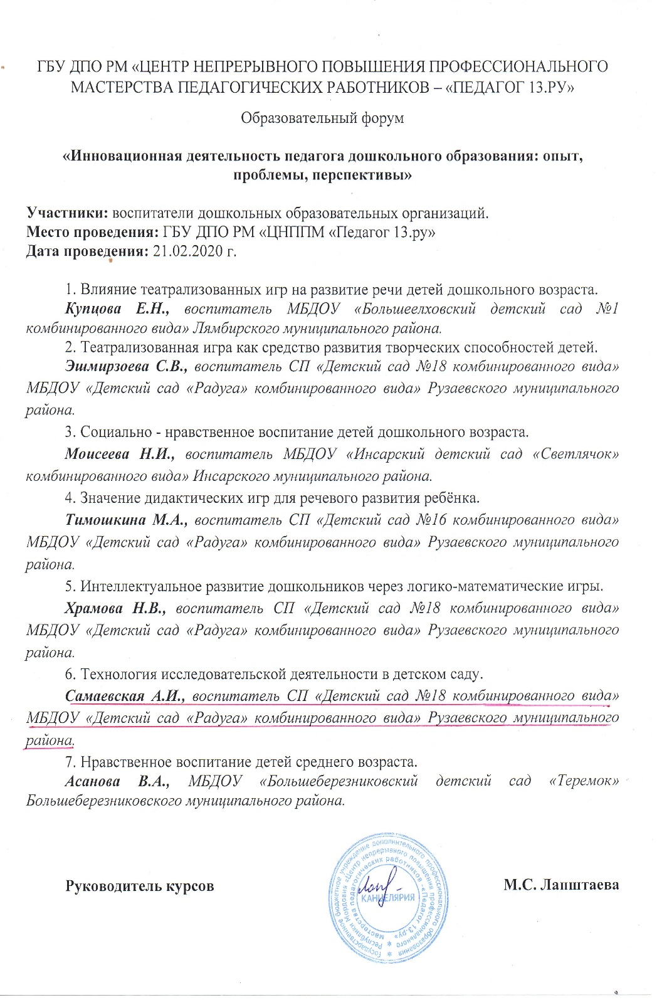 ГБУ ДПО РМ «ЦЕНТР НЕПРЕРЫВНОГО ПОВЫШЕНИЯ ПРОФЕССИОНАЛЬНОГО
МАСТЕРСТВА ПЕДАГОГИЧЕСКИХ РАБОТНИКОВ – «ПЕДАГОГ 13.РУ»
Образовательный форум
«Инновационная деятельность педагога дошкольного образования: опыт,
проблемы, перспективы»
Участники: воспитатели дошкольных образовательных организаций.
Место проведения: ГБУ ДПО РМ «ЦНППМ «Педагог 13.ру»
Дата проведения: 21.02.2020 г.
1. Влияние театрализованных игр на развитие речи детей дошкольного возраста.
Купцова Е.Н., воспитатель МБДОУ «Большеелховский детский сад №1
комбинированного вида» Лямбирского муниципального района.
2. Театрализованная игра как средство развития творческих способностей детей.
Эшмирзоева С.В., воспитатель СП «Детский сад №18 комбинированного вида»
МБДОУ «Детский сад «Радуга» комбинированного вида» Рузаевского муниципального
района.
3. Социально - нравственное воспитание детей дошкольного возраста.
Моисеева Н.И., воспитатель МБДОУ «Инсарский детский сад «Светлячок»
комбинированного вида» Инсарского муниципального района.
4. Значение дидактических игр для речевого развития ребёнка.
Тимошкина М.А., воспитатель СП «Детский сад №16 комбинированного вида»
МБДОУ «Детский сад «Радуга» комбинированного вида» Рузаевского муниципального
района.
5. Интеллектуальное развитие дошкольников через логико-математические игры.
Храмова Н.В., воспитатель СП «Детский сад №18 комбинированного вида»
МБДОУ «Детский сад «Радуга» комбинированного вида» Рузаевского муниципального
района.
6. Технология исследовательской деятельности в детском саду.
Самаевская А.И., воспитатель СП «Детский сад №18 комбинированного вида»
МБДОУ «Детский сад «Радуга» комбинированного вида» Рузаевского муниципального
района.
7. Нравственное воспитание детей среднего возраста.
Асанова В.А., МБДОУ «Большеберезниковский детский сад «Теремок»
Большеберезниковского муниципального района.
Руководитель курсов
М.С. Лапштаева
Государственное бюджетное учреждение дополнительного профессионального образования
Республики Мордовия «Центр непрерывного повышения профессионального
мастерства педагогических работников - «Педагог 13.ру»
КАНЦЕЛЯРИЯ